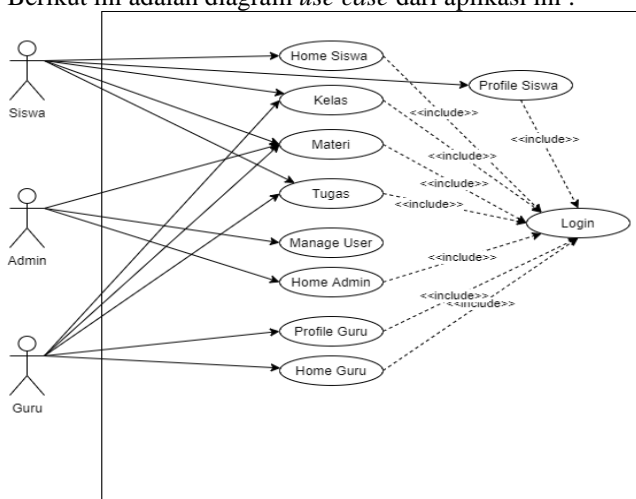 Berikut ini adalah diagram use case dari aplikasi ini :
Home Siswa
Profile Siswa
Siswa
Kelas
<<include>>
<<include>>
Materi
<<include>>
<<include>>
Tugas
<<include>>
Login
Admin
Manage User
Home Admin
<<include>>
Profile Guru
<<include>>
<<include>>
Home Guru
Guru